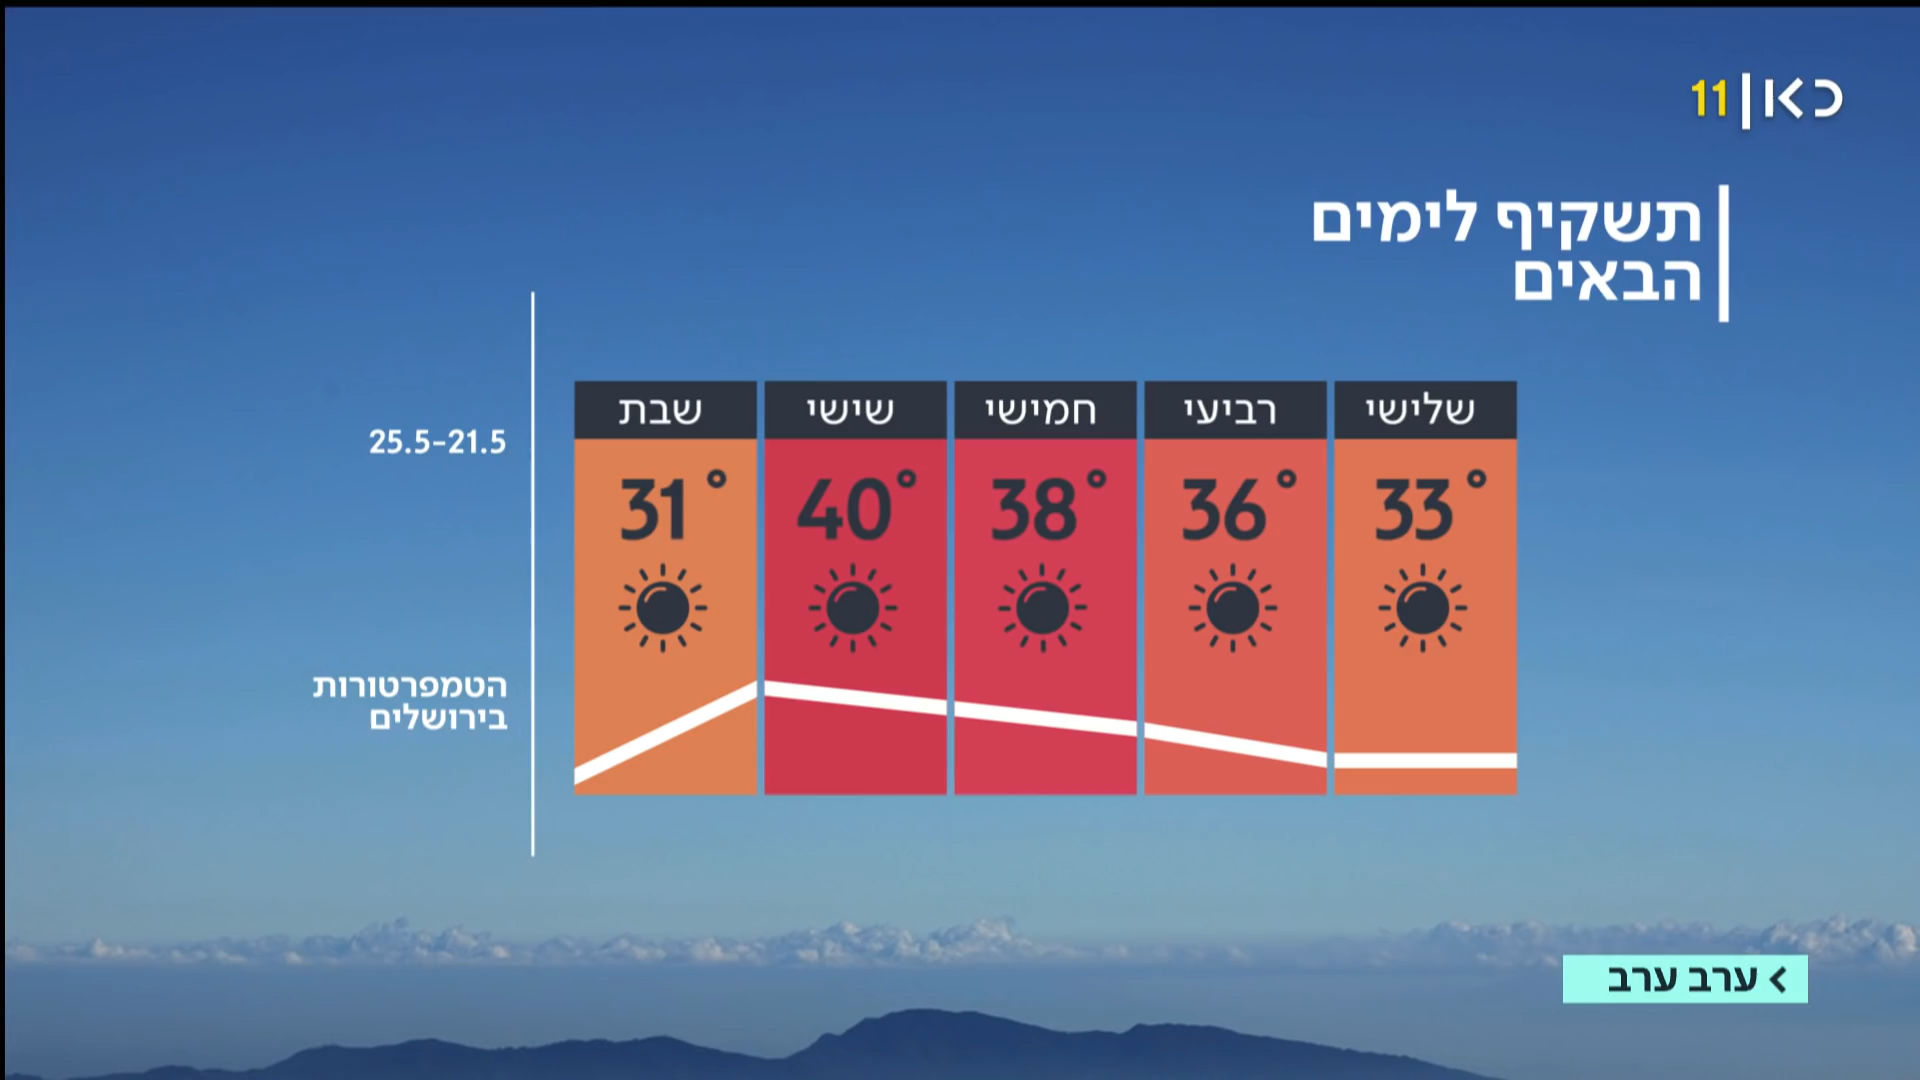 כאן|11
תשקיף לימים
הבאים
שלישי
רביעי
חמישי
שישי
שבת
33°
36°
38°
40°
31°
25.5-21.5
הטמפרטורות
בירושלים
ערב ערב